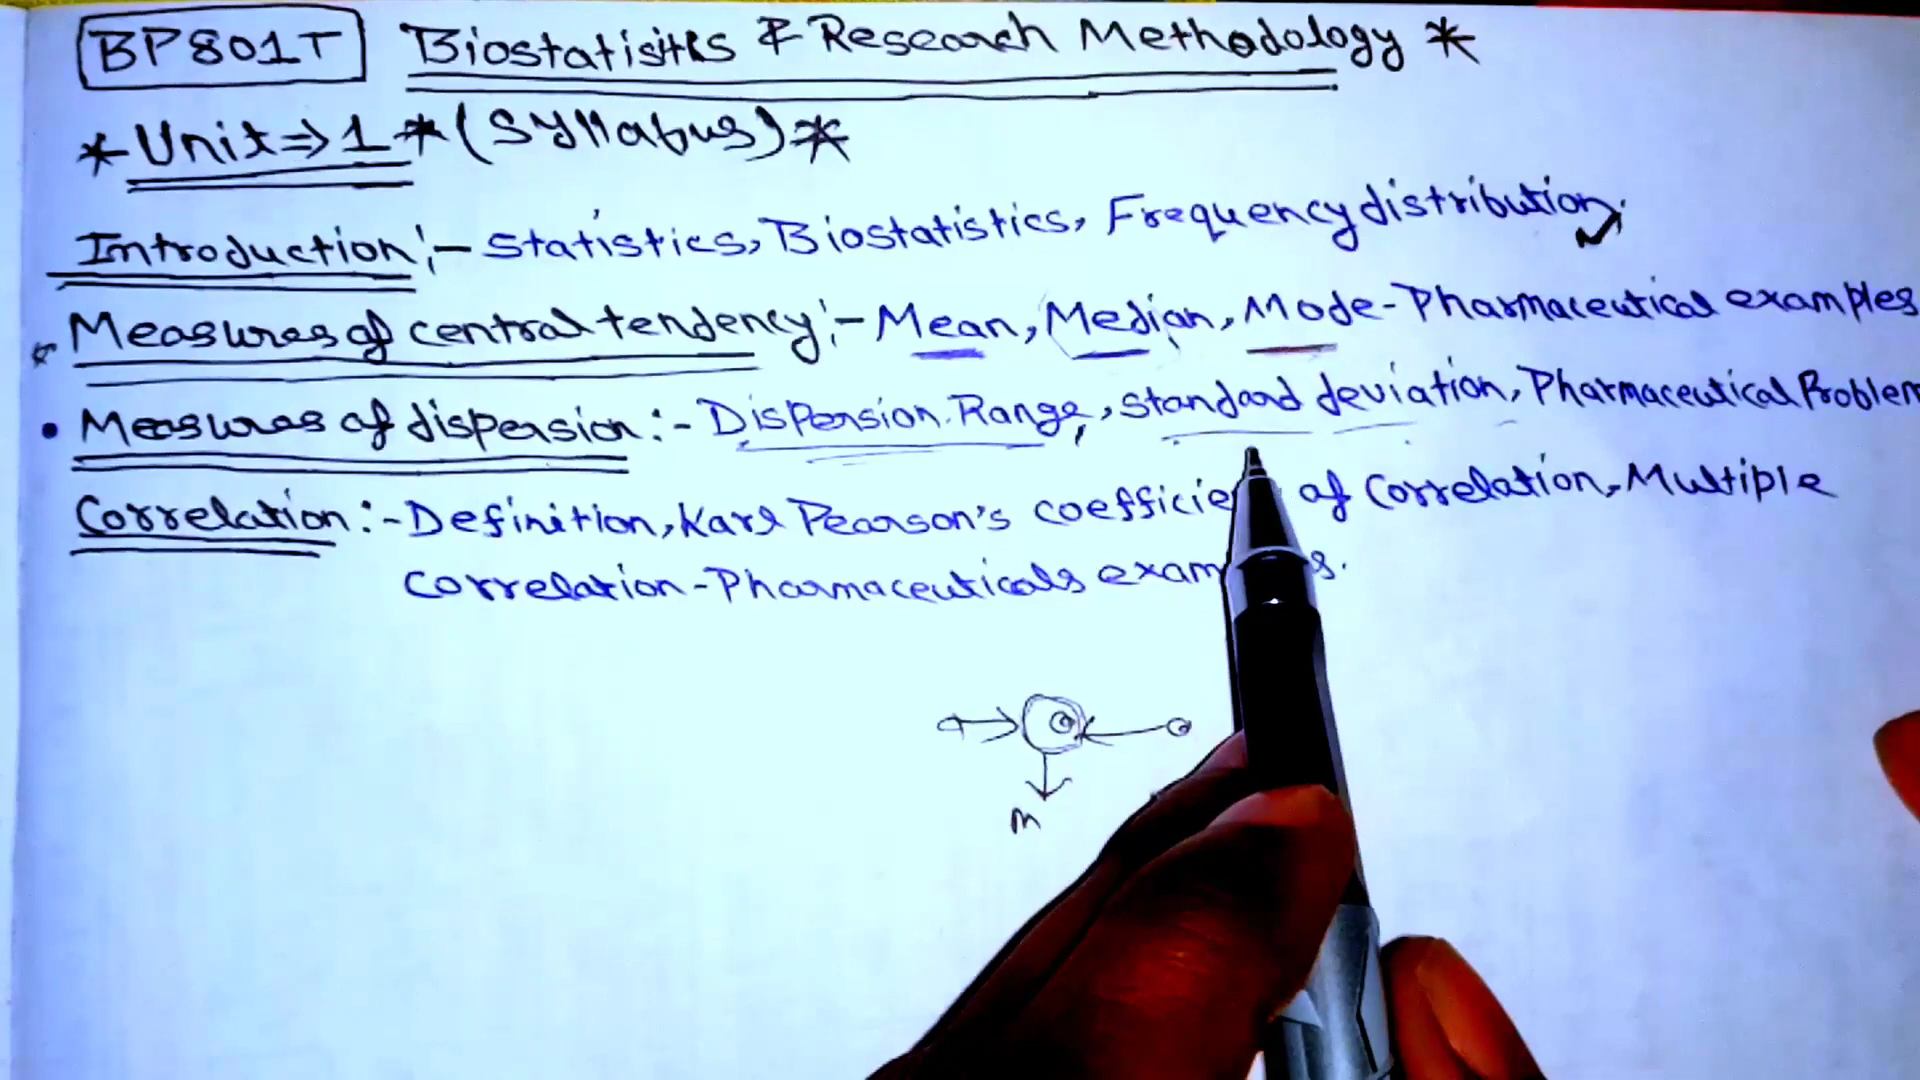 BP801T Biostatisitcs & Research Methodology *
* Unit ⇒ 1 * (Syllabus) *
Introduction :- Statistics, Biostatistics, Frequency distribution.
Measures of central tendency :- Mean, Median, Mode - Pharmaceutical examples
• Measures of dispersion :- Dispersion, Range, standard deviation, Pharmaceutical Problem
Correlation :- Definition, Karl Pearson's coefficie of Correlation, Multiple
correlation - Pharmaceuticals exam s.
m